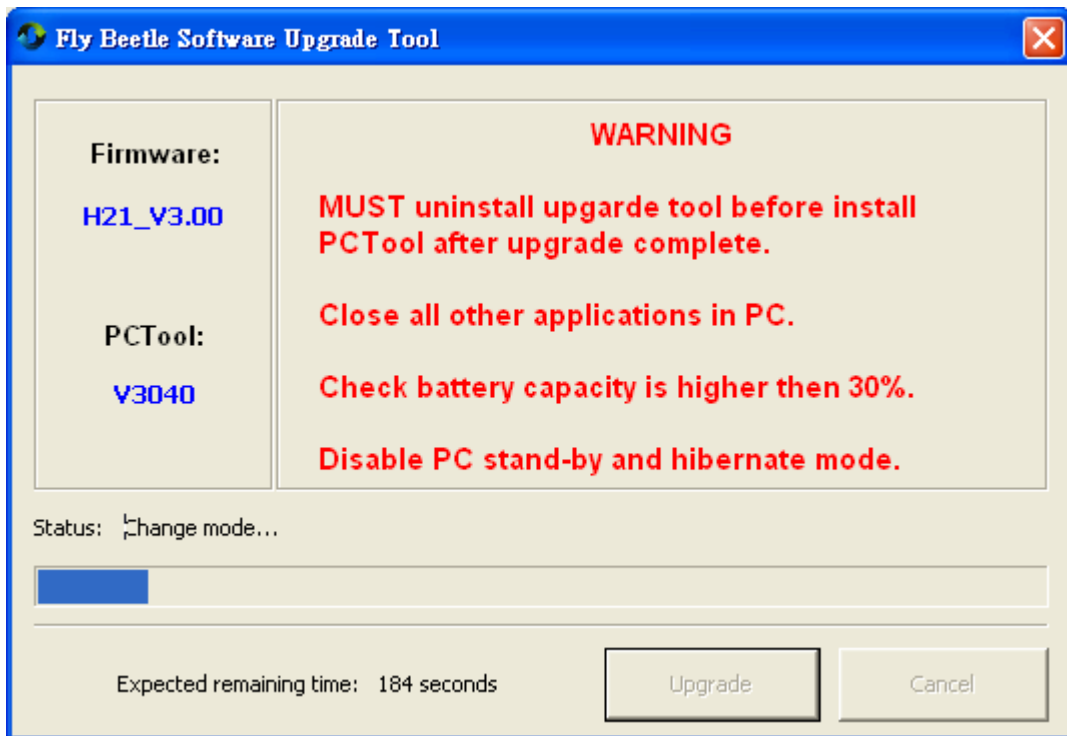 Fly Beetle Software Upgrade Tool
Firmware:
H21_V3.00
PCTool:
V3040
WARNING
MUST uninstall upgarde tool before install
PCTool after upgrade complete.
Close all other applications in PC.
Check battery capacity is higher then 30%.
Disable PC stand-by and hibernate mode.
Status: Change mode...
Expected remaining time: 184 seconds
Upgrade
Cancel